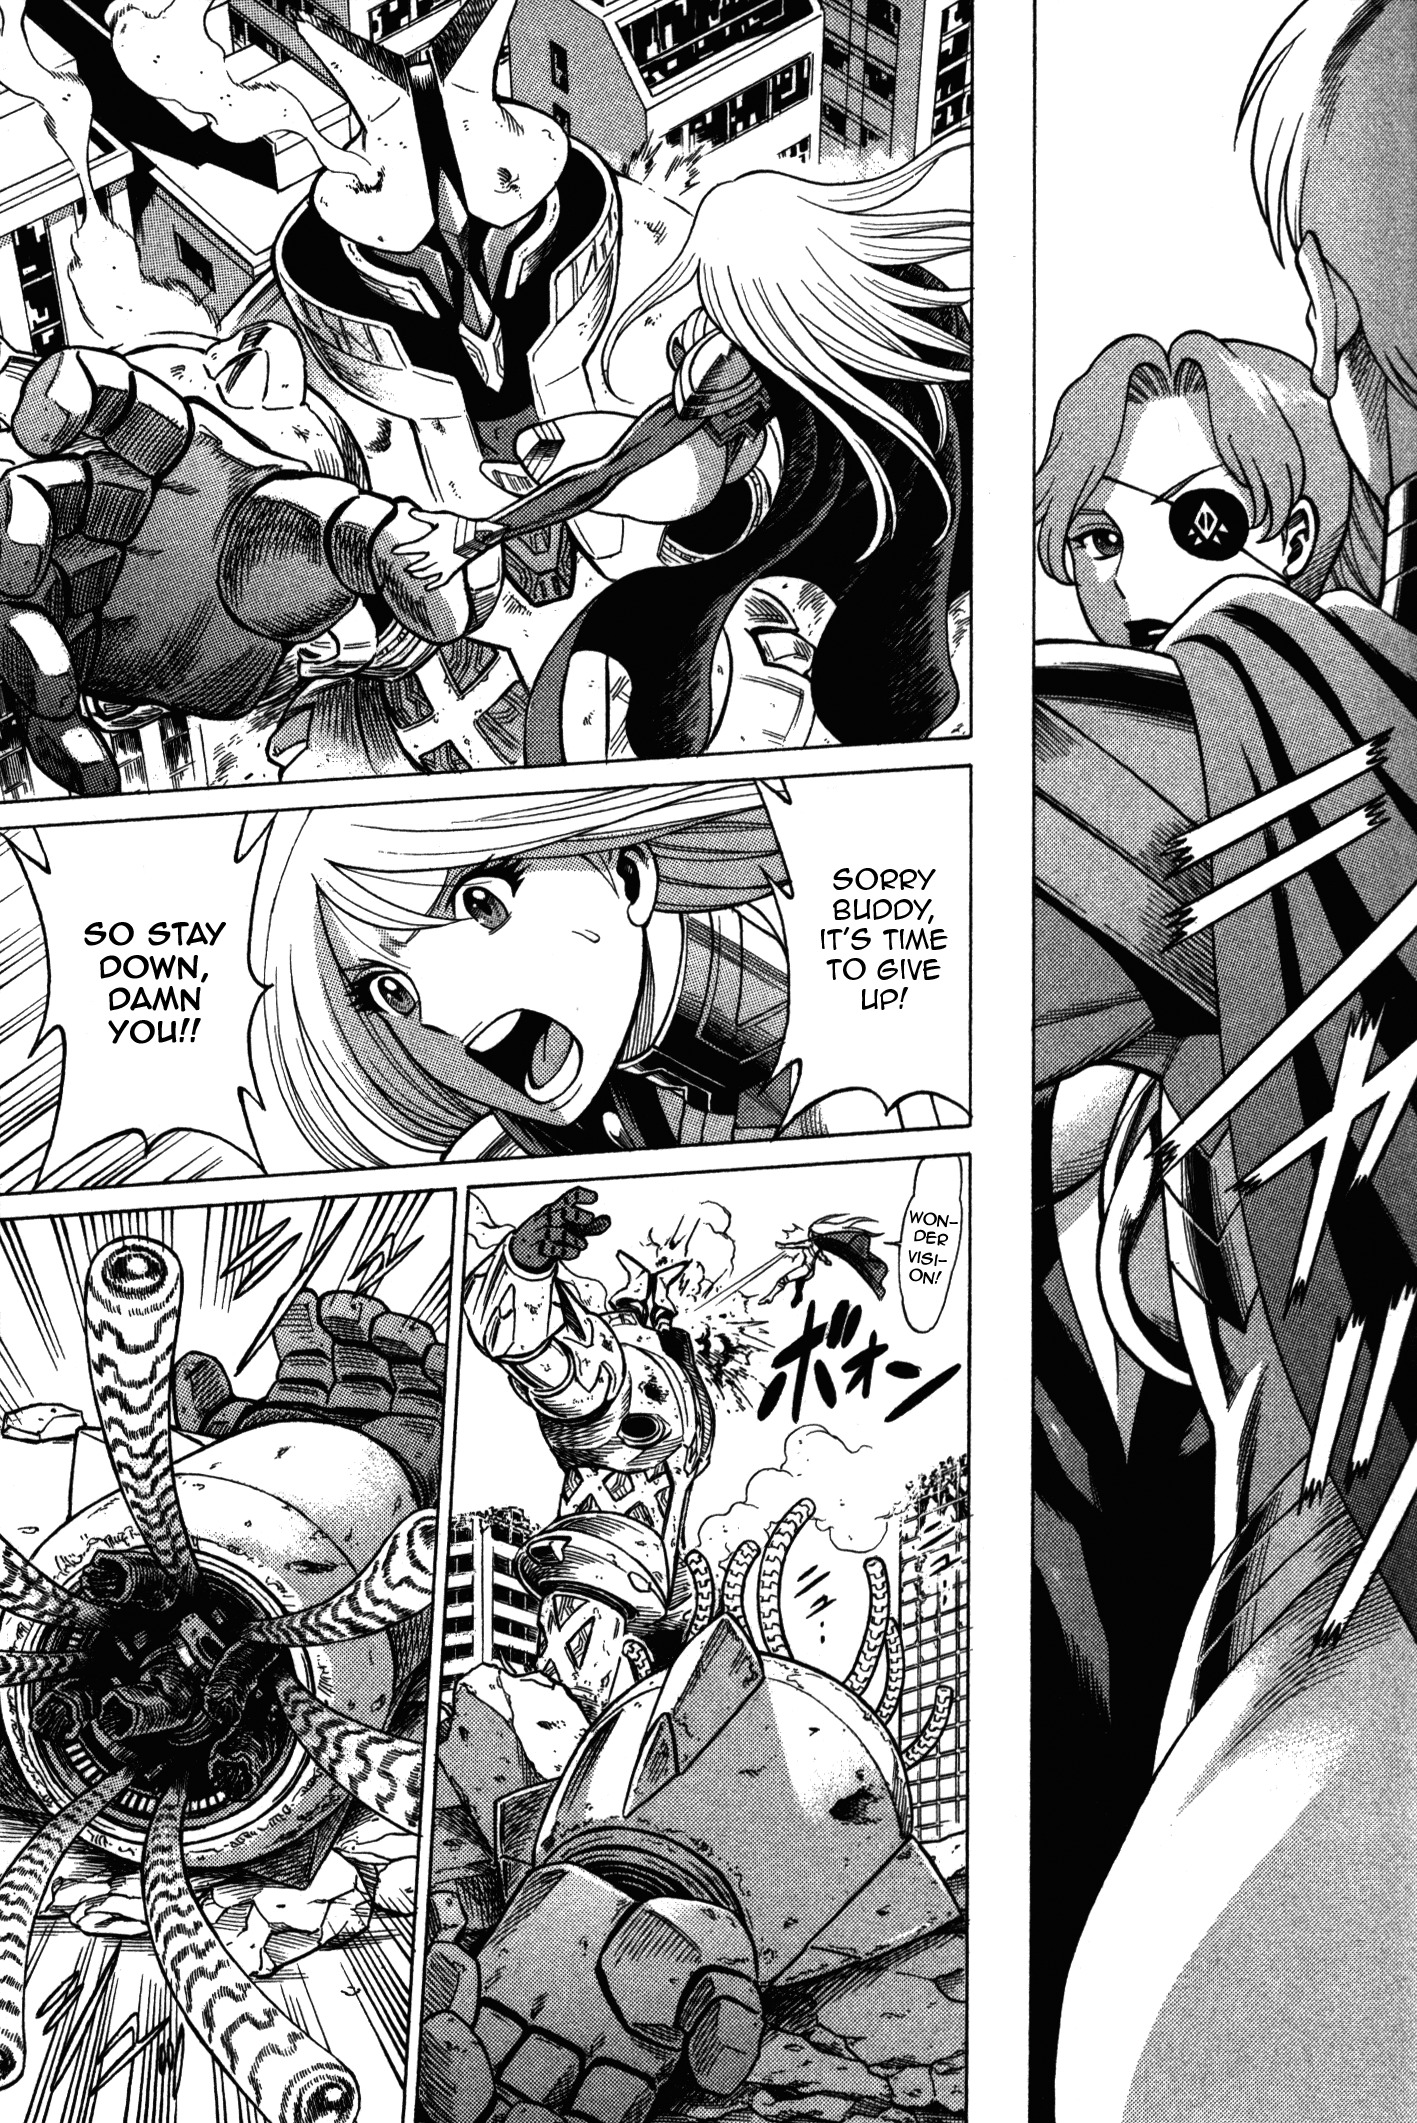 SORRY
BUDDY,
IT'S TIME
TO GIVE
UP!
SO STAY
DOWN,
DAMN
YOU!!
WON-
DER
VISI-
ON!
ボオン